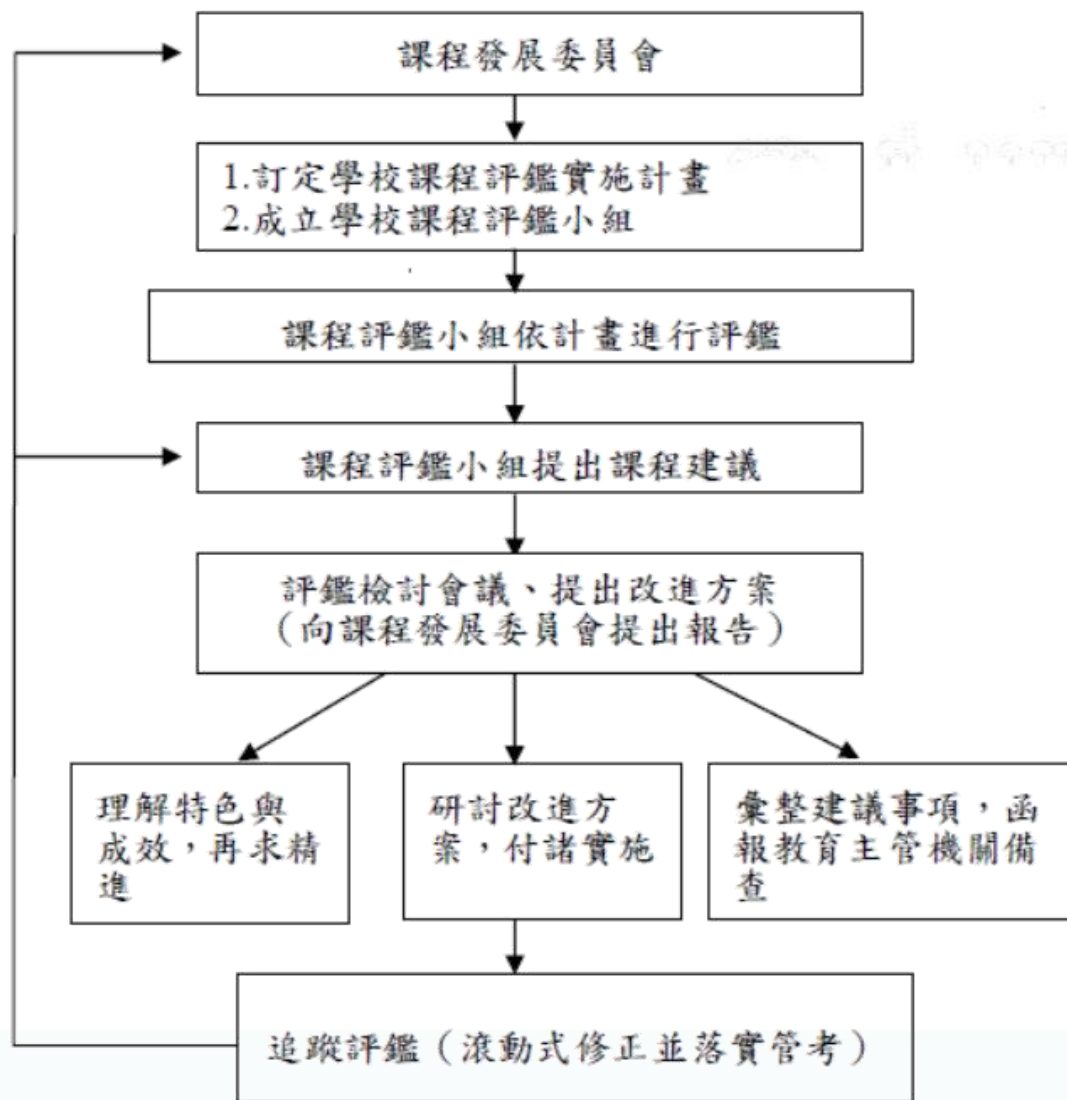 課程發展委員會
1.訂定學校課程評鑑實施計畫
2.成立學校課程評鑑小組
課程評鑑小組依計畫進行評鑑
課程評鑑小組提出課程建議
評鑑檢討會議、提出改進方案
(向課程發展委員會提出報告)
理解特色與
成效，再求精
進
研討改進方
案，付諸實施
彙整建議事項，函
報教育主管機關備
查
追蹤評鑑(滾動式修正並落實管考)